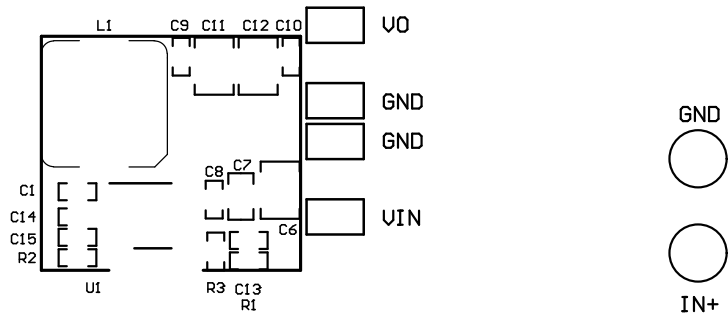 L1 C9 C11 C12 C10 VO
GND
GND
GND
C1 C8 C7
C14 VIN
C15 C6
R2
U1 R3 C13
R1 IN+